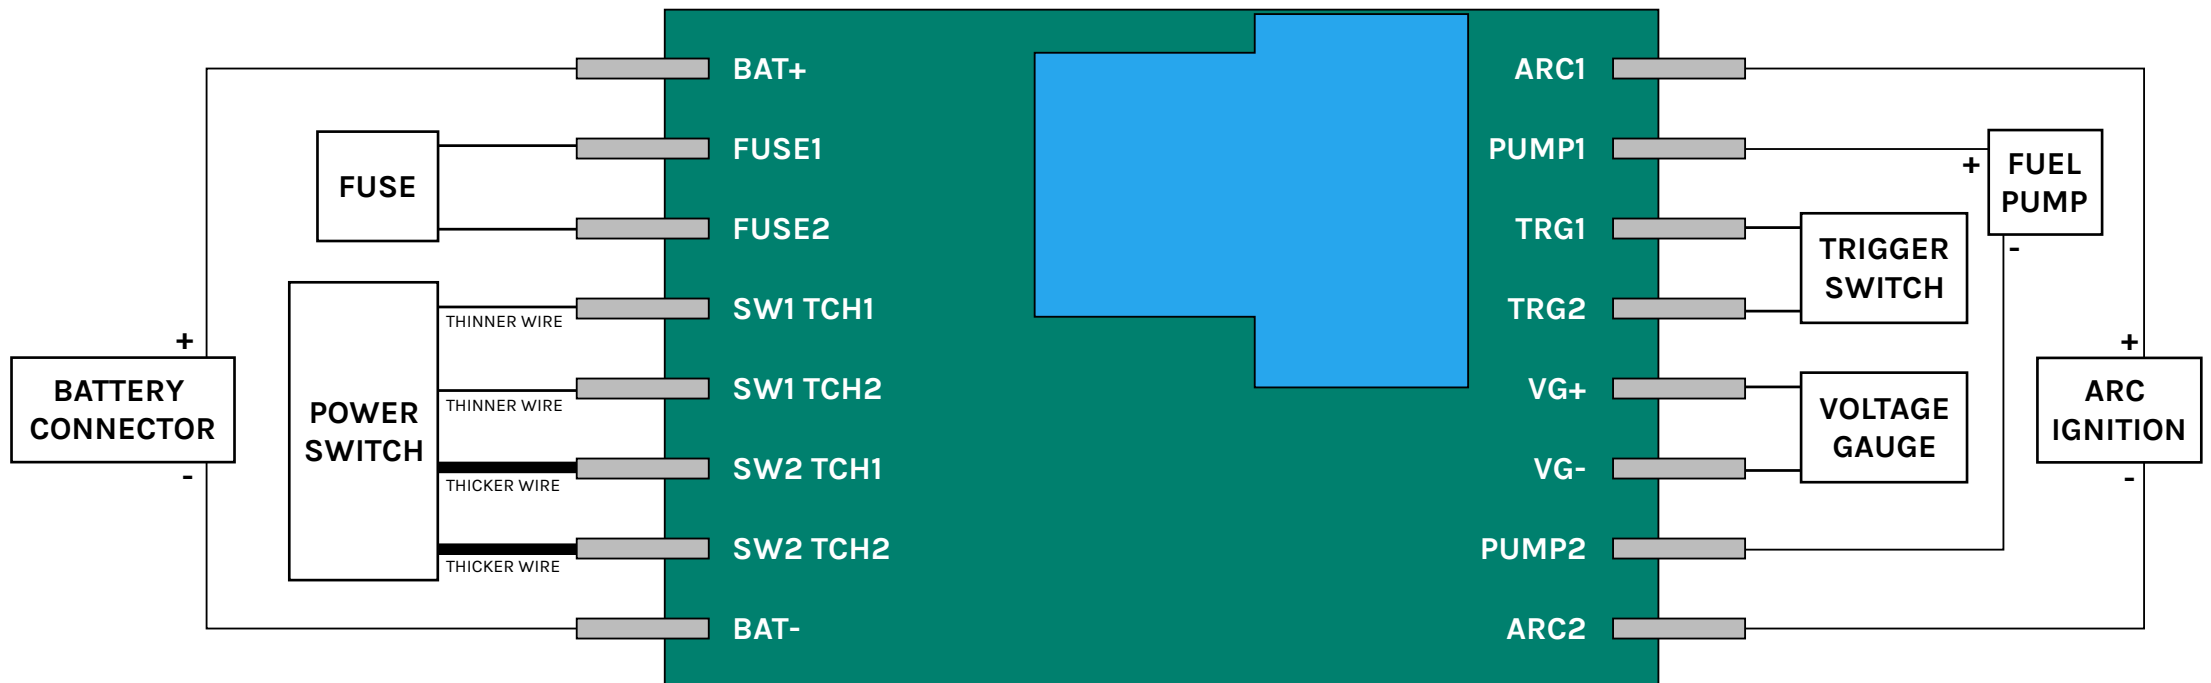 BAT+
FUSE1
FUSE2
SW1 TCH1
SW1 TCH2
SW2 TCH1
SW2 TCH2
BAT-
ARC1
PUMP1
TRG1
TRG2
VG+
VG-
PUMP2
ARC2
FUSE
THINNER WIRE
THINNER WIRE
THICKER WIRE
THICKER WIRE
POWER
SWITCH
+
BATTERY
CONNECTOR
-
+
FUEL
PUMP
-
TRIGGER
SWITCH
VOLTAGE
GAUGE
+
ARC
IGNITION
-